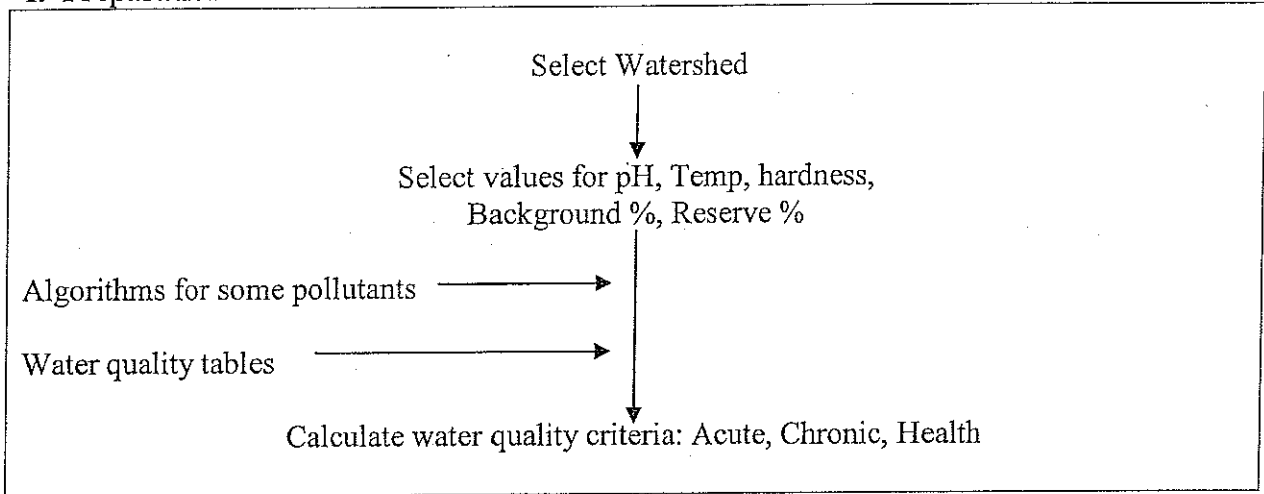 Select Watershed
Select values for pH, Temp, hardness,
Background %, Reserve %
Algorithms for some pollutants
Water quality tables
Calculate water quality criteria: Acute, Chronic, Health